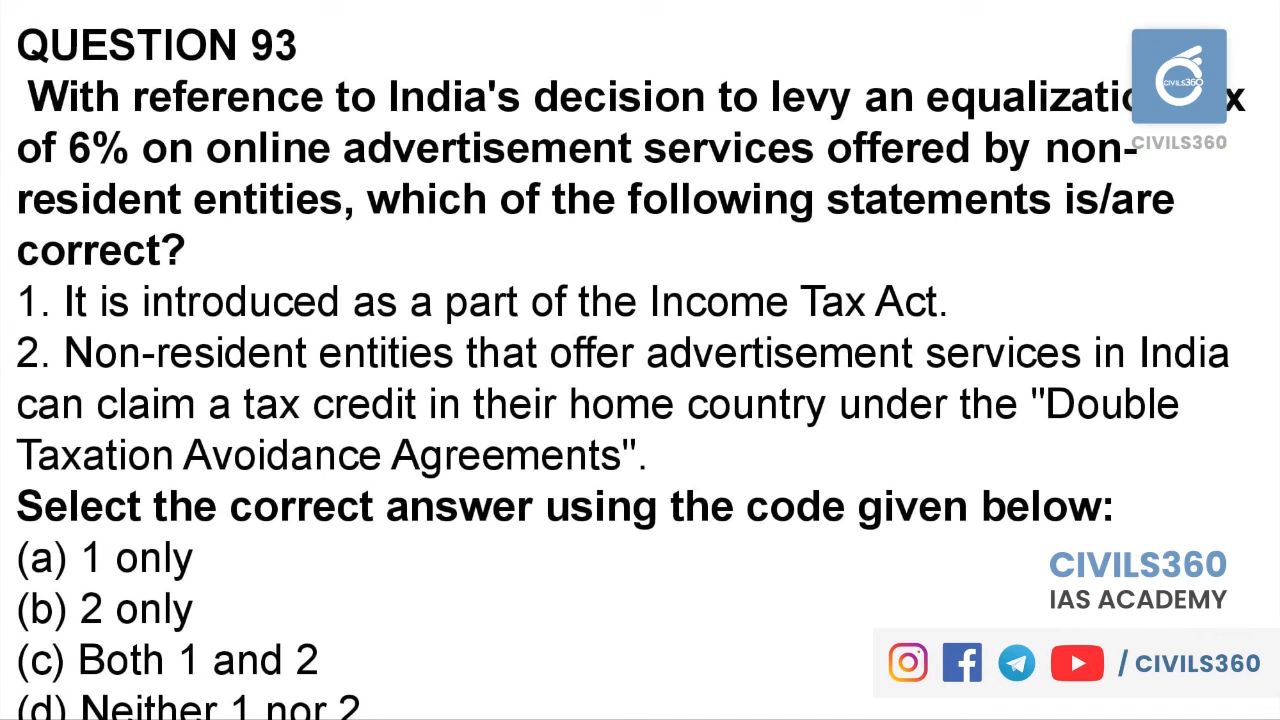 QUESTION 93
With reference to India's decision to levy an equalizatio x
of 6% on online advertisement services offered by non-
resident entities, which of the following statements is/are
correct?
1. It is introduced as a part of the Income Tax Act.
2. Non-resident entities that offer advertisement services in India
can claim a tax credit in their home country under the "Double
Taxation Avoidance Agreements".
Select the correct answer using the code given below:
(a) 1 only
(b) 2 only
(c) Both 1 and 2
(d) Neither 1 nor 2
CIVILS360
CIVILS360
CIVILS360
IAS ACADEMY
/ CIVILS360